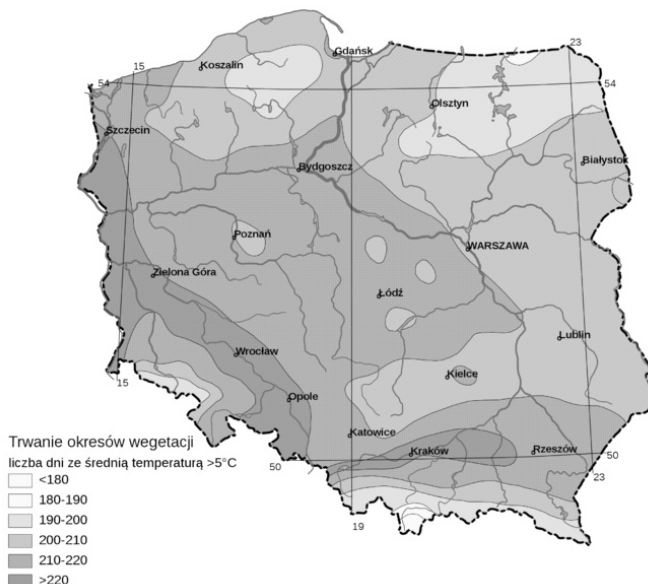 23
Gdańsk
15
Koszalin
54
54
Olsztyn
Szczecin
Białystok
Bydgoszcz
Poznań
WARSZAWA
Zielona Góra
Łódź
Lublin
Wrocław
Kielce
15
Opole
Katowice
Kraków
Rzeszów
50
50
23
19
Trwanie okresów wegetacji
liczba dni ze średnią temperaturą >5°C
<180
180-190
190-200
200-210
210-220
>220